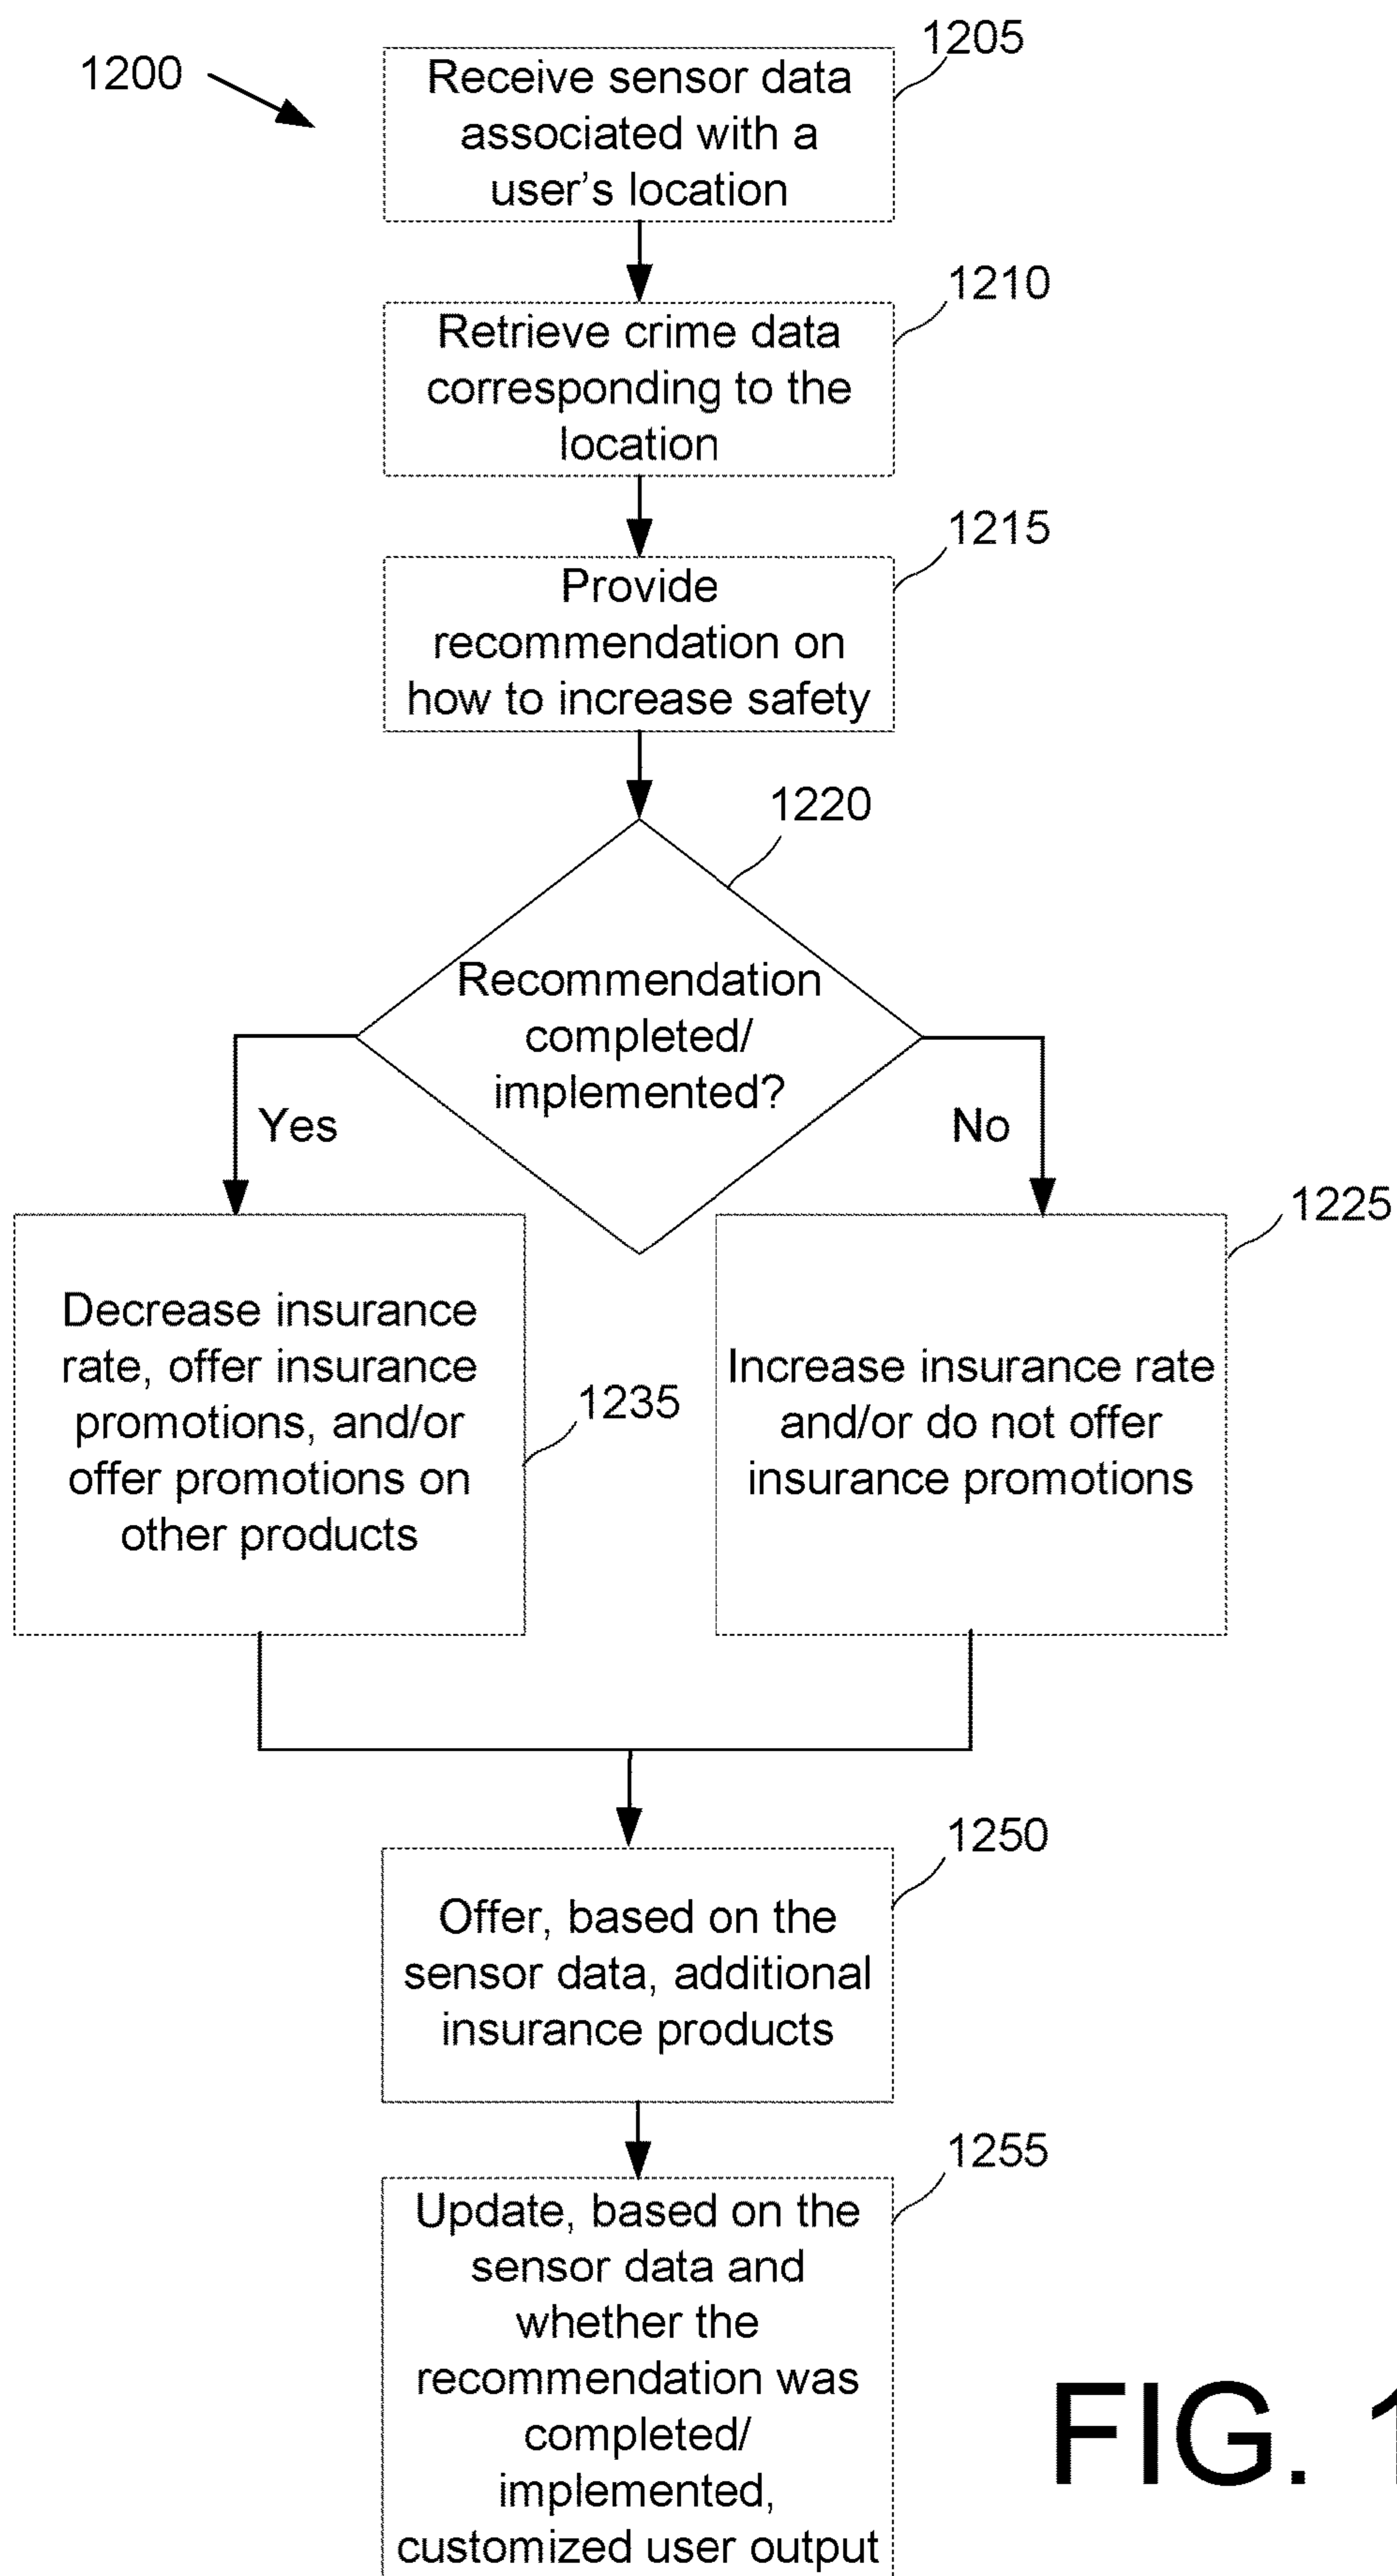 1200
1205
Receive sensor data
associated with a
user's location
1210
Retrieve crime data
corresponding to the
location
1215
Provide
recommendation on
how to increase safety
1220
Recommendation
completed/
implemented?
Yes
No
1225
Decrease insurance
rate, offer insurance
promotions, and/or
offer promotions on
other products
1235
Increase insurance rate
and/or do not offer
insurance promotions
1250
Offer, based on the
sensor data, additional
insurance products
1255
Update, based on the
sensor data and
whether the
recommendation was
completed/
implemented,
customized user output
FIG. 1